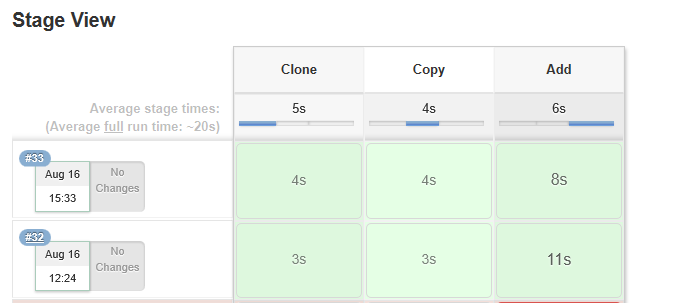 Stage View
Clone Copy Add
Average stage times: 5s 4s 6s
(Average full run time: ~20s)
#33
Aug 16 No
Changes
15:33
4s 4s 8s
#32
Aug 16 No
Changes
12:24
3s 3s 11s